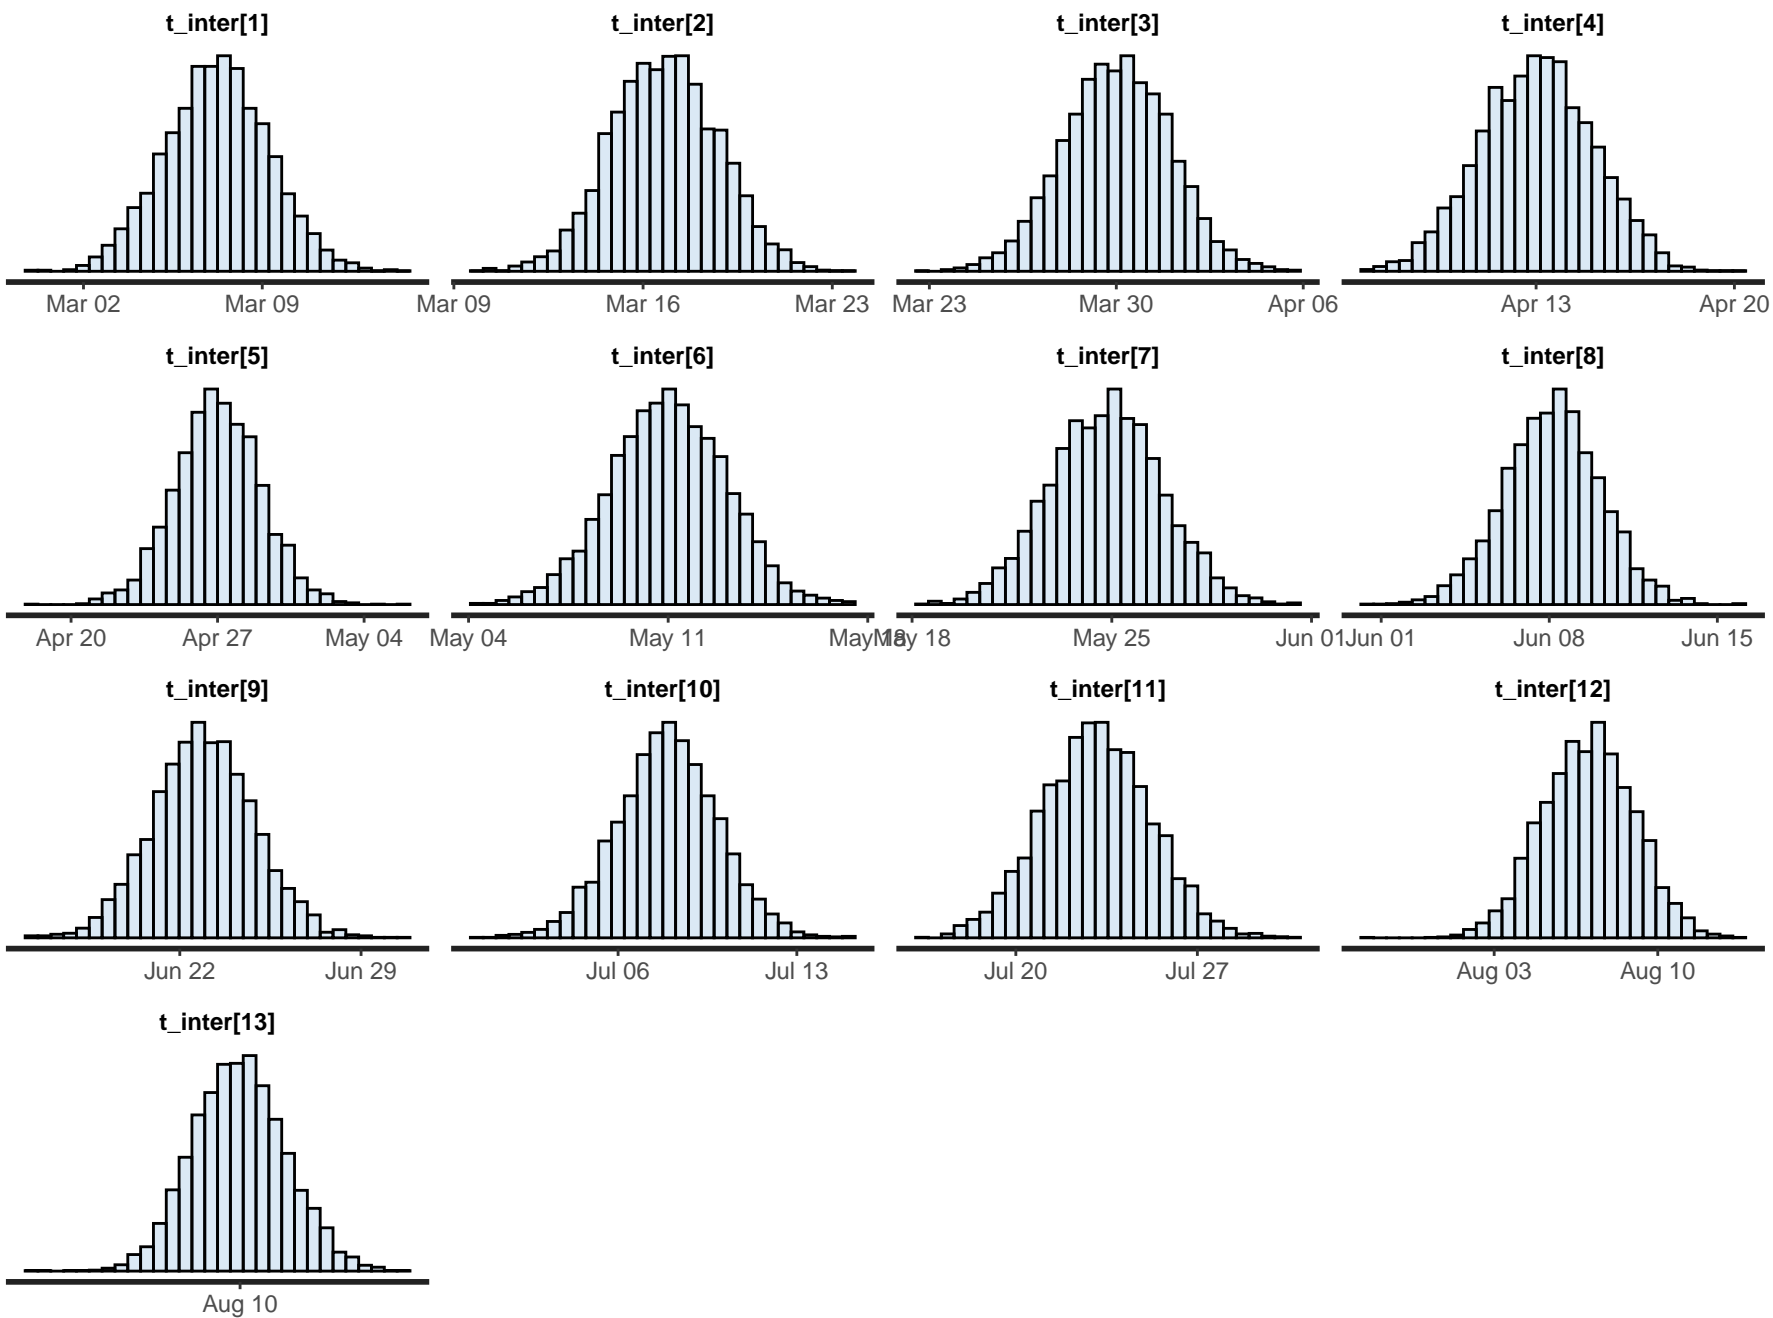 t_inter[1] t_inter[2] t_inter[3] t_inter[4]
Mar 02 Mar 09 Mar 09 Mar 16 Mar 23 Mar 23 Mar 30 Apr 06 Apr 13 Apr 20
t_inter[5] t_inter[6] t_inter[7] t_inter[8]
Apr 20 Apr 27 May 04 May 04 May 11 May 18 May 18 May 25 Jun 01 Jun 01 Jun 08 Jun 15
t_inter[9] t_inter[10] t_inter[11] t_inter[12]
Jun 22 Jun 29 Jul 06 Jul 13 Jul 20 Jul 27 Aug 03 Aug 10
t_inter[13]
Aug 10